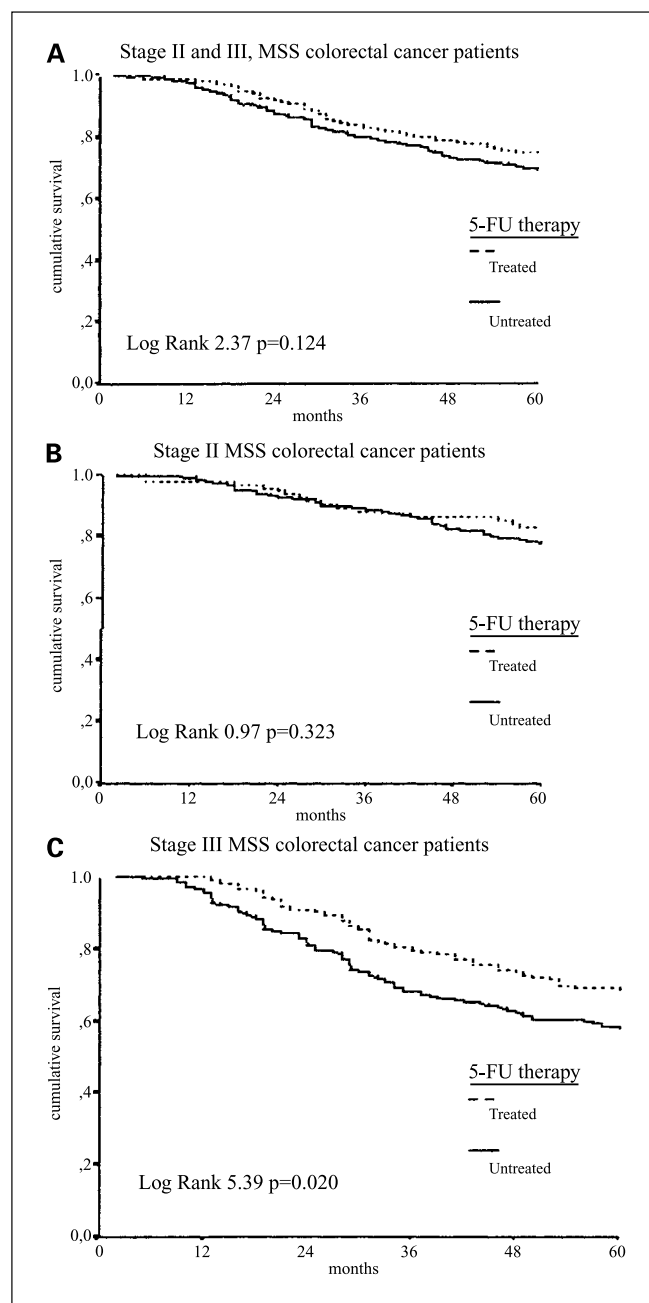 A Stage II and III, MSS colorectal cancer patients
1.0
,8
,6
,4
,2
0,0
cumulative survival
5-FU therapy
Treated
Untreated
Log Rank 2.37 p=0.124
12 24 36 48 60
0
months
B Stage II MSS colorectal cancer patients
1.0
,8
,6
,4
,2
0,0
cumulative survival
5-FU therapy
Treated
Untreated
Log Rank 0.97 p=0.323
0 12 24 36 48 60
months
C Stage III MSS colorectal cancer patients
1.0
,8
,6
,4
,2
0,0
cumulative survival
5-FU therapy
Treated
Untreated
Log Rank 5.39 p=0.020
0 12 24 36 48 60
months